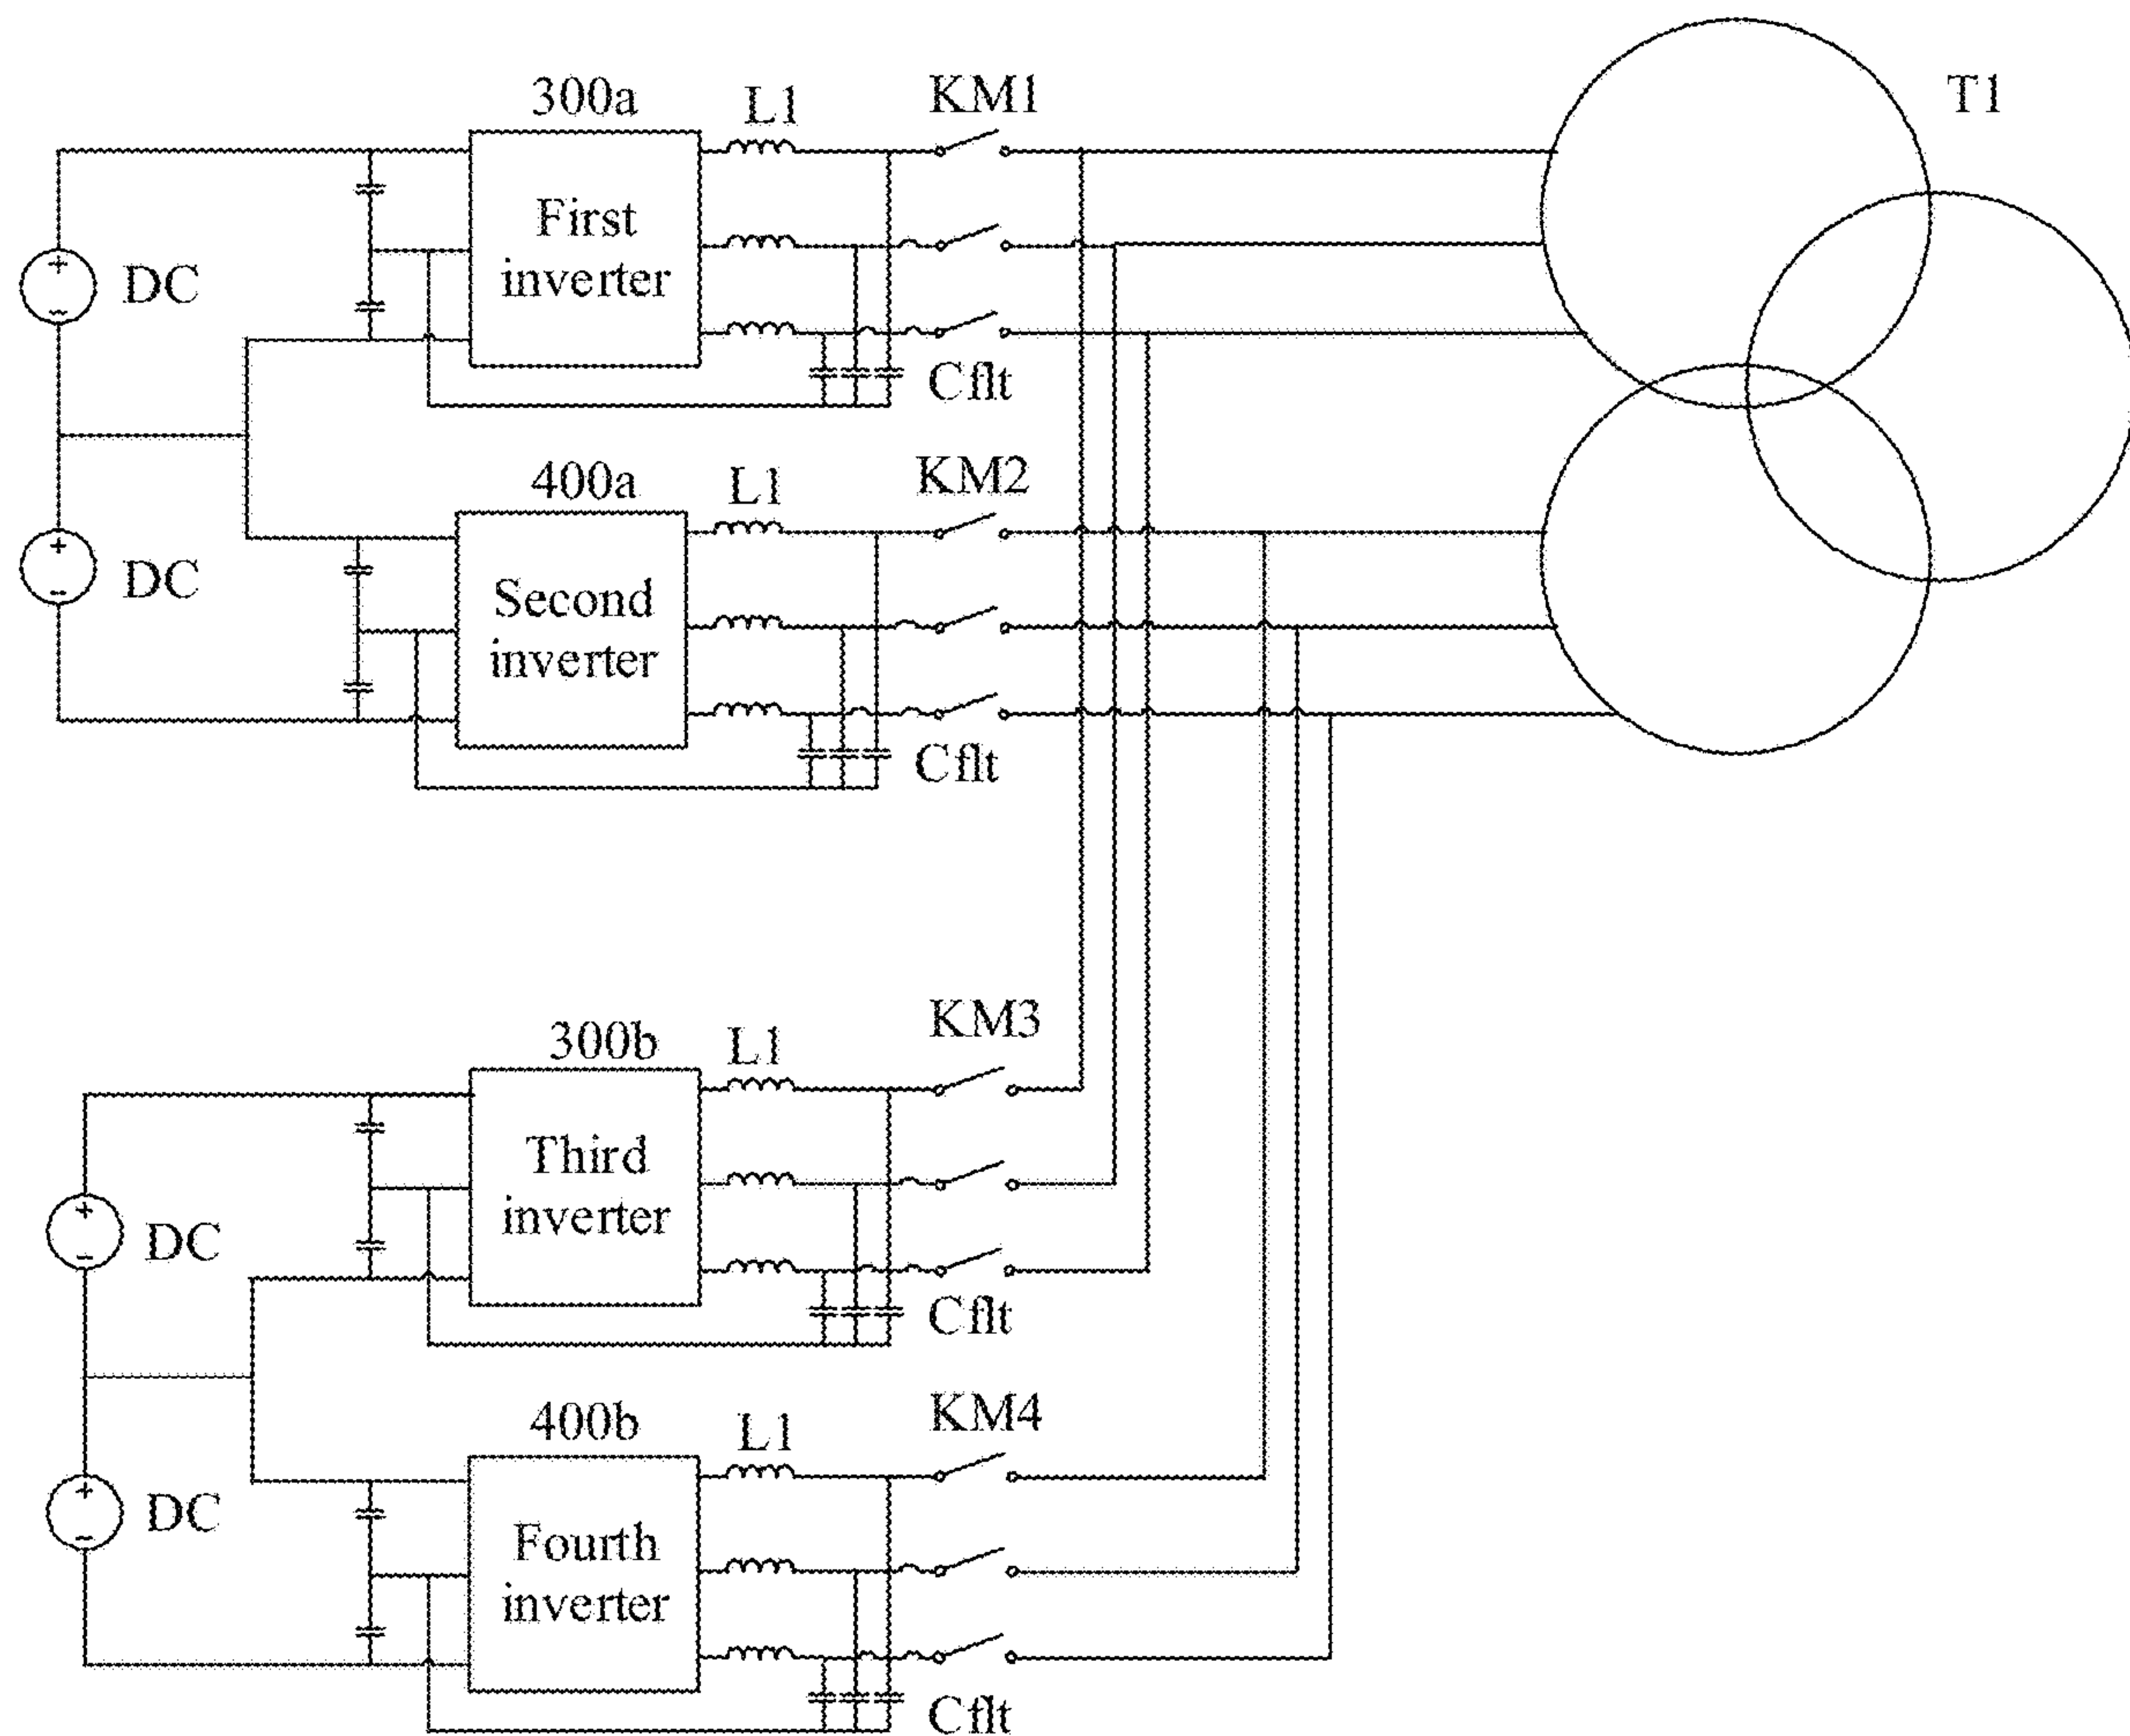 300a
L1
KM1
T1
First
inverter
+
-
DC
Cflt
400a
L1
KM2
Second
inverter
+
-
DC
Cflt
300b
L1
KM3
Third
inverter
+
-
DC
Cflt
400b
L1
KM4
Fourth
inverter
+
-
DC
Cflt